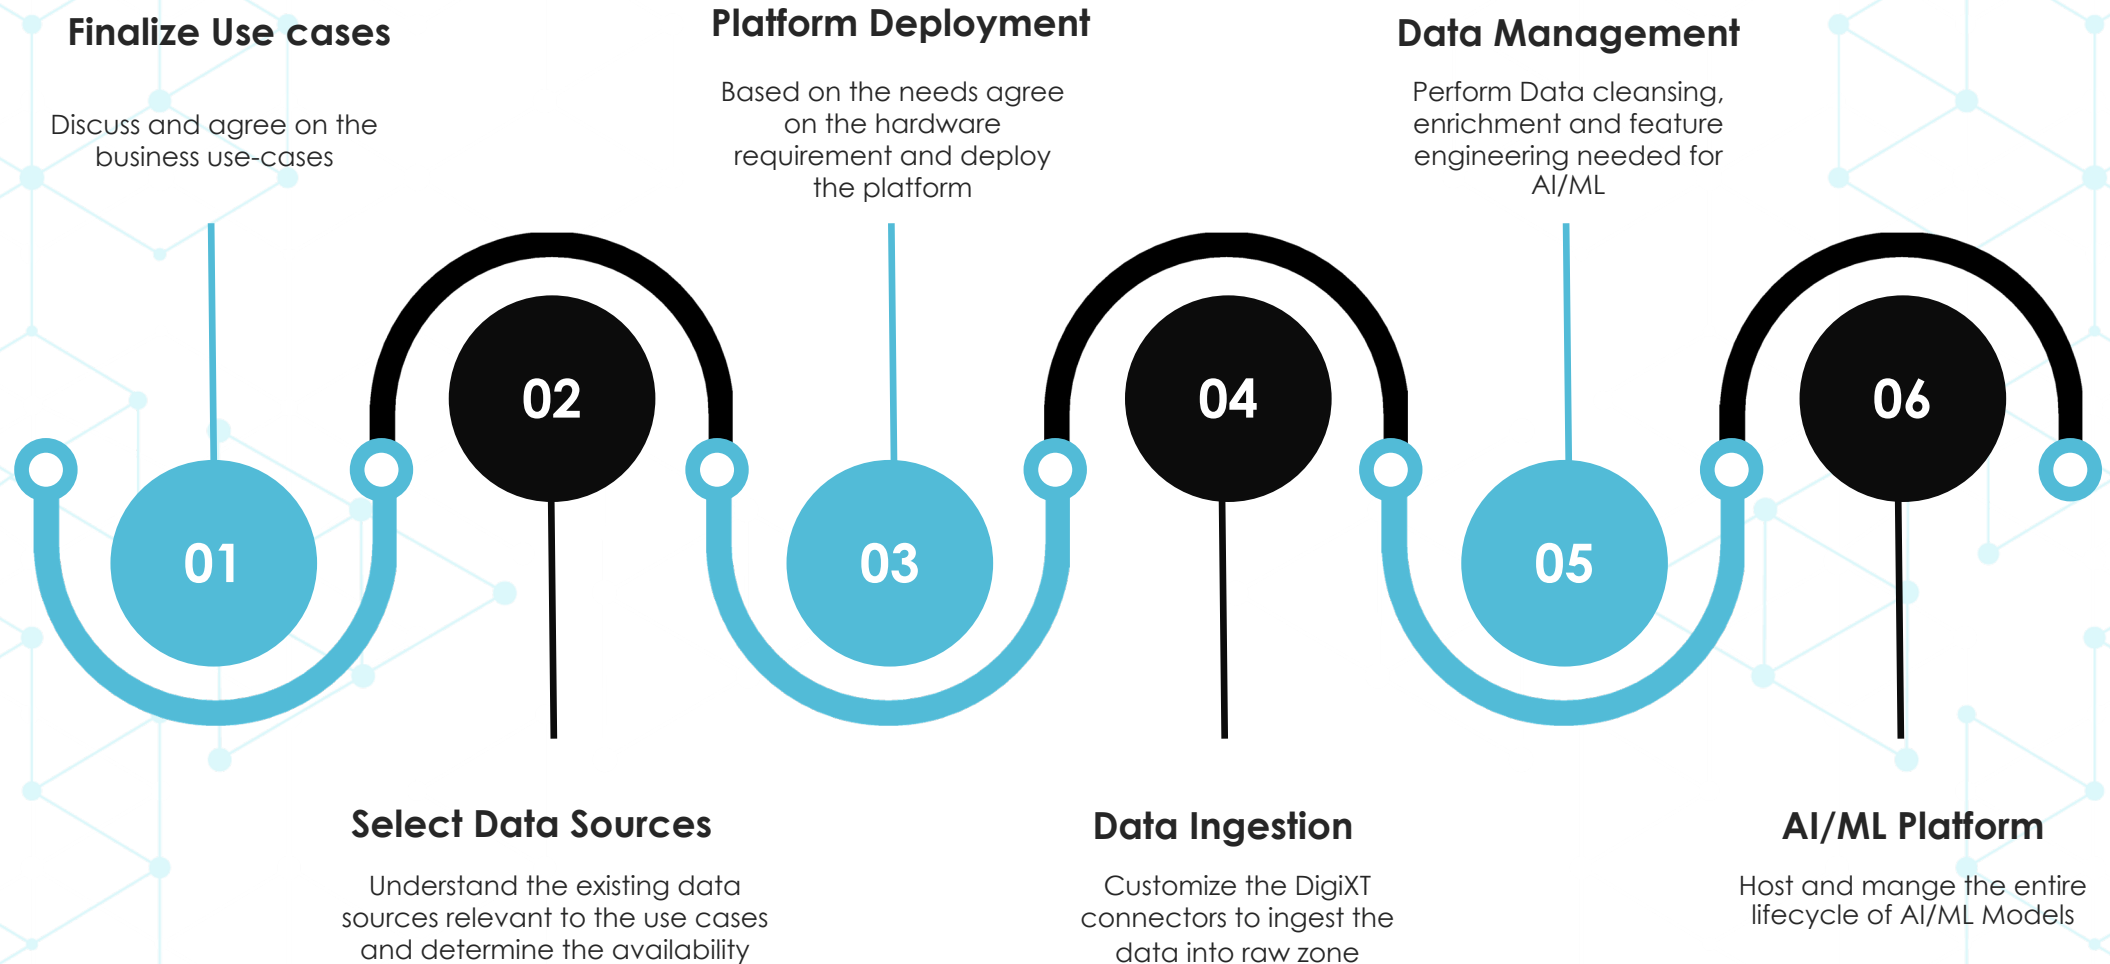 Finalize Use cases
Discuss and agree on the
business use-cases
01
02
Select Data Sources
Understand the existing data
sources relevant to the use cases
and determine the availability
Platform Deployment
Based on the needs agree
on the hardware
requirement and deploy
the platform
03
04
Data Ingestion
Customize the DigiXT
connectors to ingest the
data into raw zone
Data Management
Perform Data cleansing,
enrichment and feature
engineering needed for
AI/ML
05
06
AI/ML Platform
Host and mange the entire
lifecycle of AI/ML Models